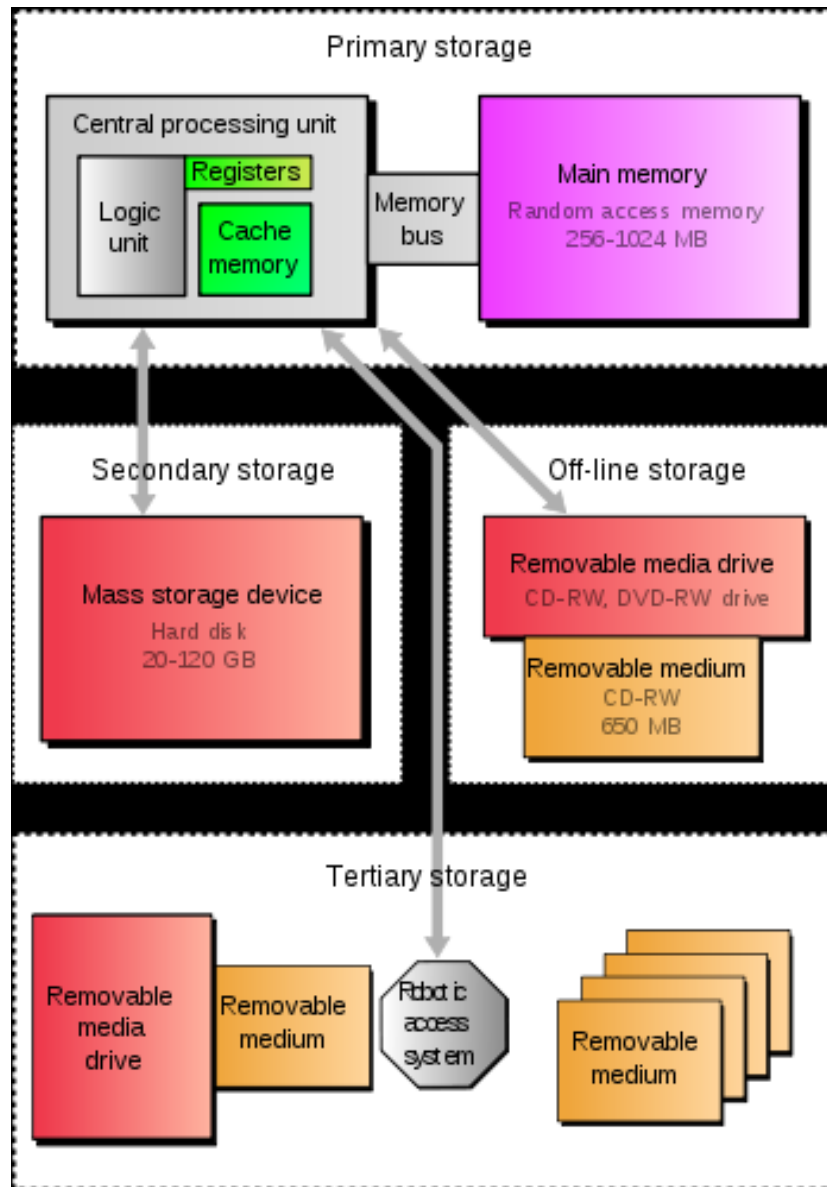 Primary storage
Central processing unit
Logic
unit
Registers
Cache
memory
Memory
bus
Main memory
Random access memory
256-1024 MB
Secondary storage
Mass storage device
Hard disk
20-120 GB
Off-line storage
Removable media drive
CD-RW, DVD-RW drive
Removable medium
CD-RW
650 MB
Tertiary storage
Removable
media
drive
Removable
medium
Robotic
access
system
Removable
medium